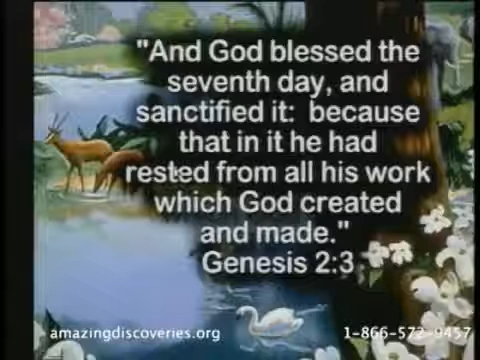 "And God blessed the
seventh day, and
sanctified it: because
that in it he had
rested from all his work
which God created
and made."
Genesis 2:3
amazingdiscoveries.org
1-866-572-9457